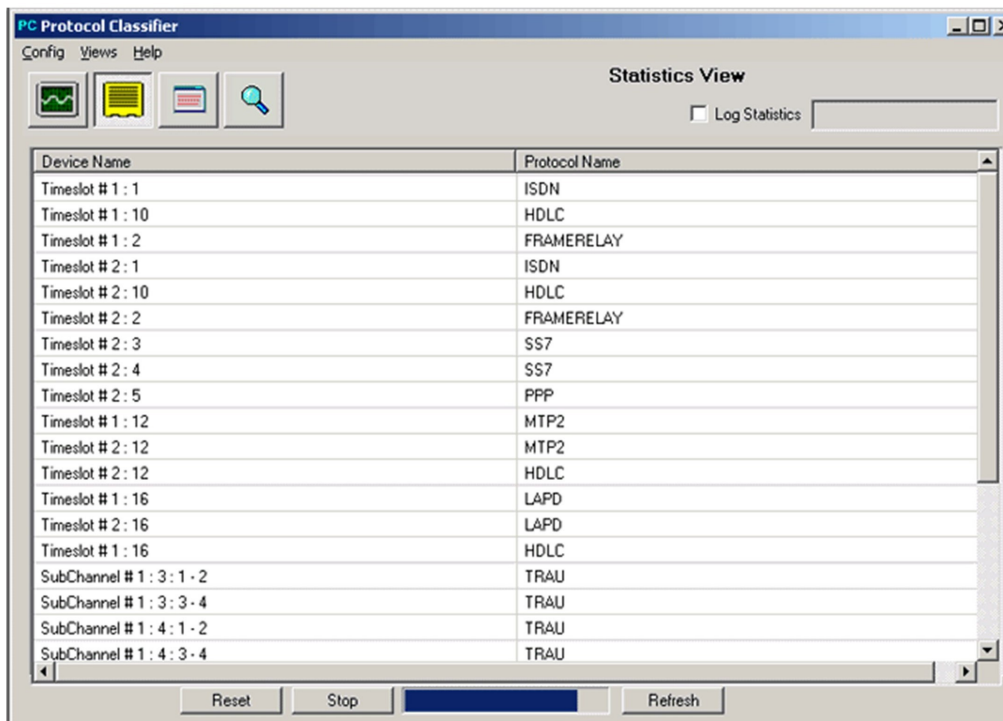 PC Protocol Classifier
Config Views Help
Statistics View
Log Statistics
Device Name Protocol Name
Timeslot # 1 : 1 ISDN
Timeslot # 1 : 10 HDLC
Timeslot # 1 : 2 FRAMERELAY
Timeslot # 2 : 1 ISDN
Timeslot # 2 : 10 HDLC
Timeslot # 2 : 2 FRAMERELAY
Timeslot # 2 : 3 SS7
Timeslot # 2 : 4 SS7
Timeslot # 2 : 5 PPP
Timeslot # 1 : 12 MTP2
Timeslot # 2 : 12 MTP2
Timeslot # 2 : 12 HDLC
Timeslot # 1 : 16 LAPD
Timeslot # 2 : 16 LAPD
Timeslot # 1 : 16 HDLC
SubChannel # 1 : 3 : 1 - 2 TRAU
SubChannel # 1 : 3 : 3 - 4 TRAU
SubChannel # 1 : 4 : 1 - 2 TRAU
SubChannel # 1 : 4 : 3 - 4 TRAU
Reset Stop Refresh